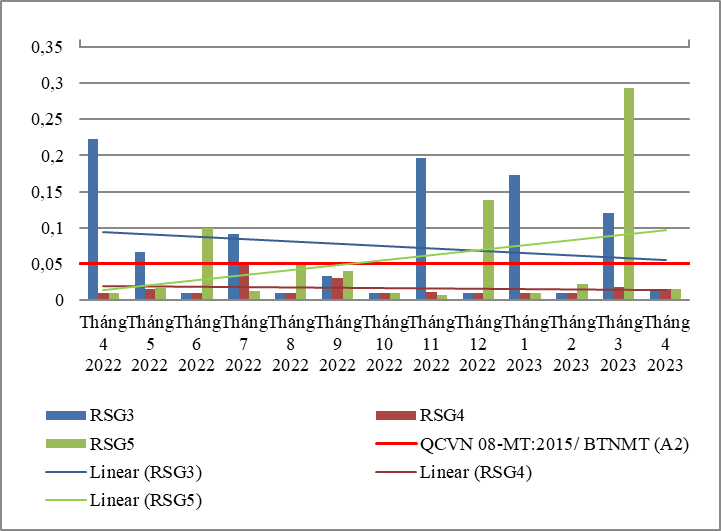 0,35
0,3
0,25
0,2
0,15
0,1
0,05
0
Tháng 4 2022
Tháng 5 2022
Tháng 6 2022
Tháng 7 2022
Tháng 8 2022
Tháng 9 2022
Tháng 10 2022
Tháng 11 2022
Tháng 12 2022
Tháng 1 2023
Tháng 2 2023
Tháng 3 2023
Tháng 4 2023
RSG3
RSG4
RSG5
QCVN 08-MT:2015/ BTNMT (A2)
Linear (RSG3)
Linear (RSG4)
Linear (RSG5)